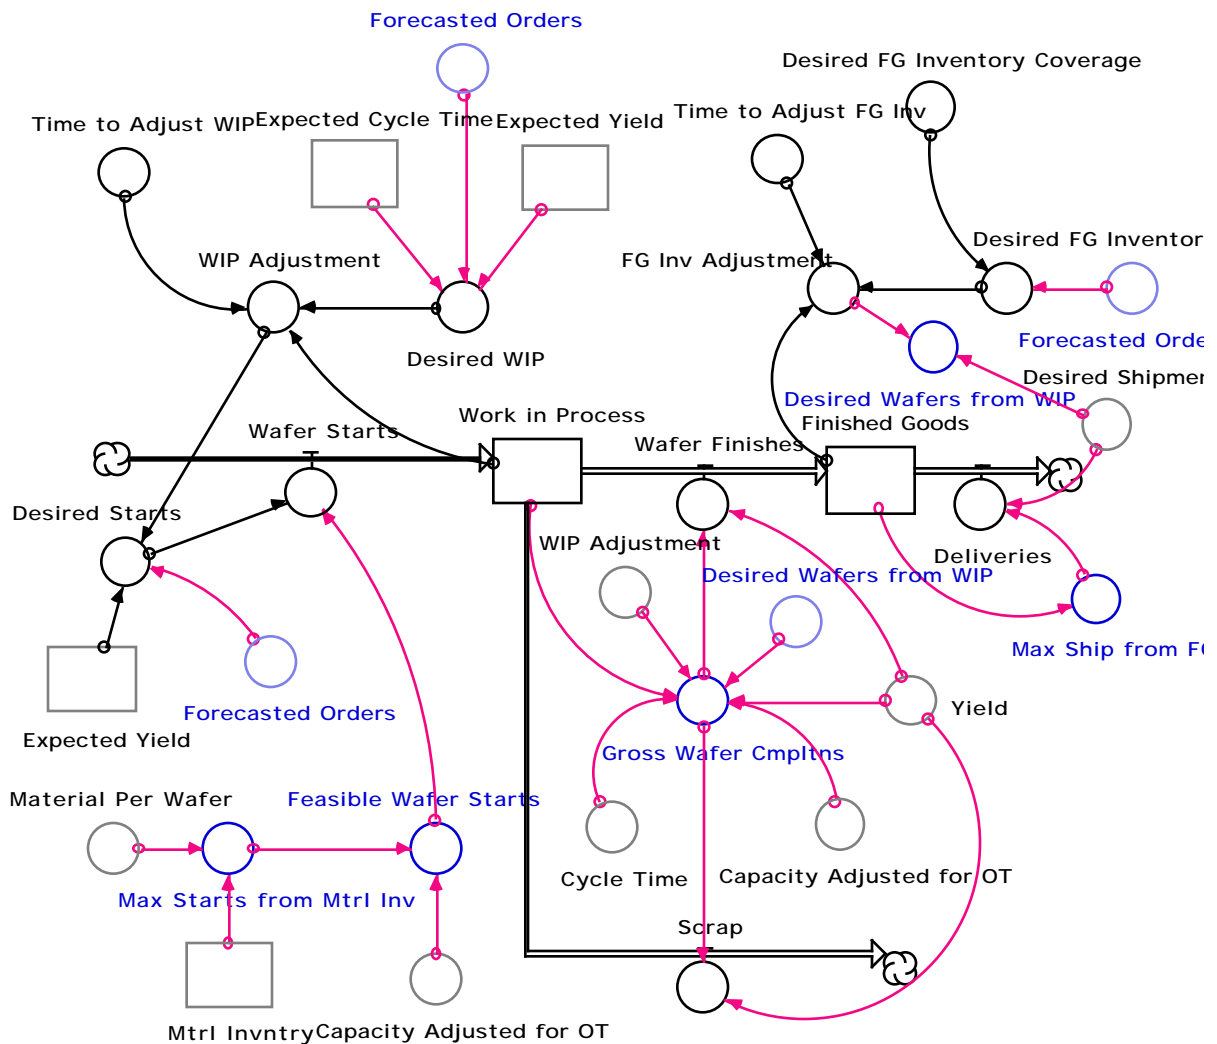 Forecasted Orders
Desired FG Inventory Coverage
Time to Adjust FG Inv
Time to Adjust WIP
Expected Cycle Time
Expected Yield
Desired FG Inventor
WIP Adjustment
FG Inv Adjustment
Forecasted Orde
Desired WIP
Desired Shipmer
Desired Wafers from WIP
Work in Process
Finished Goods
Wafer Starts
Wafer Finishes
Desired Starts
WIP Adjustment
Deliveries
Desired Wafers from WIP
Max Ship from FG
Forecasted Orders
Yield
Expected Yield
Gross Wafer Cmpltns
Material Per Wafer
Feasible Wafer Starts
Cycle Time
Capacity Adjusted for OT
Max Starts from Mtrl Inv
Scrap
Mtrl Invntry
Capacity Adjusted for OT